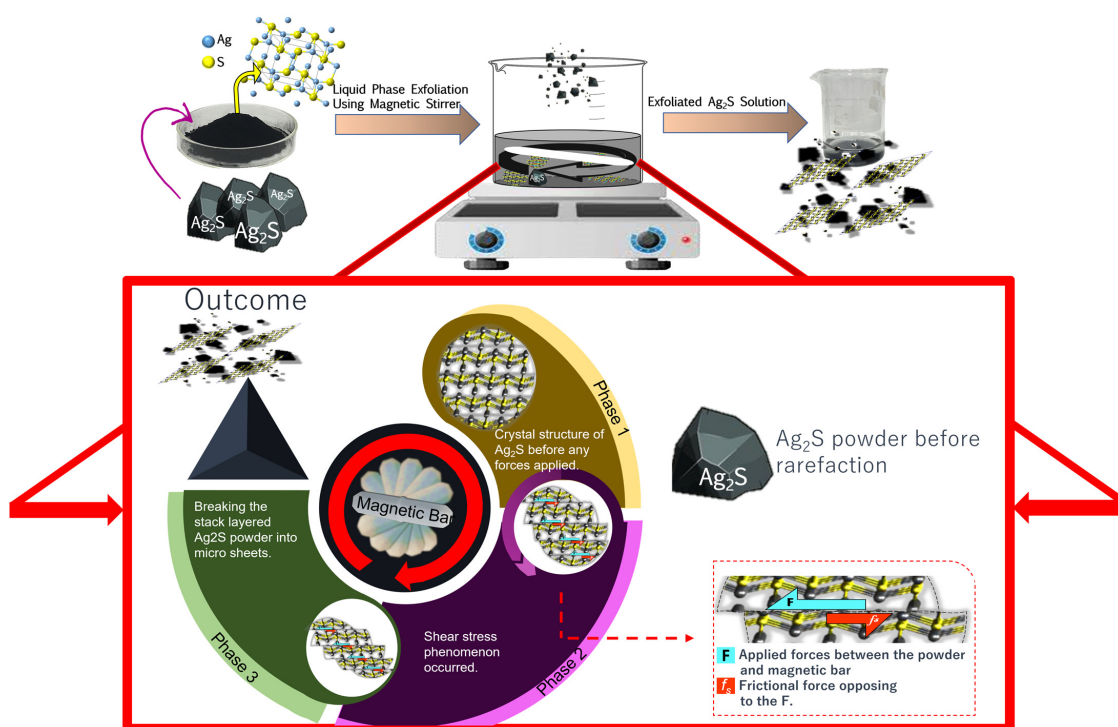 Ag
S
Liquid Phase Exfoliation
Using Magnetic Stirrer
Exfoliated Ag₂S Solution
Ag₂S
Ag₂S
Ag₂S
Ag₂S
Ag₂S
Outcome
Phase 1
Crystal structure of
Ag₂S before any
forces applied.
Ag₂S
Ag₂S powder before
rarefaction
Magnetic Bar
Breaking the
stack layered
Ag2S powder into
micro sheets.
Phase 3
Shear stress
phenomenon
occurred.
Phase 2
F
fs
F Applied forces between the powder
and magnetic bar
fs Frictional force opposing
to the F.